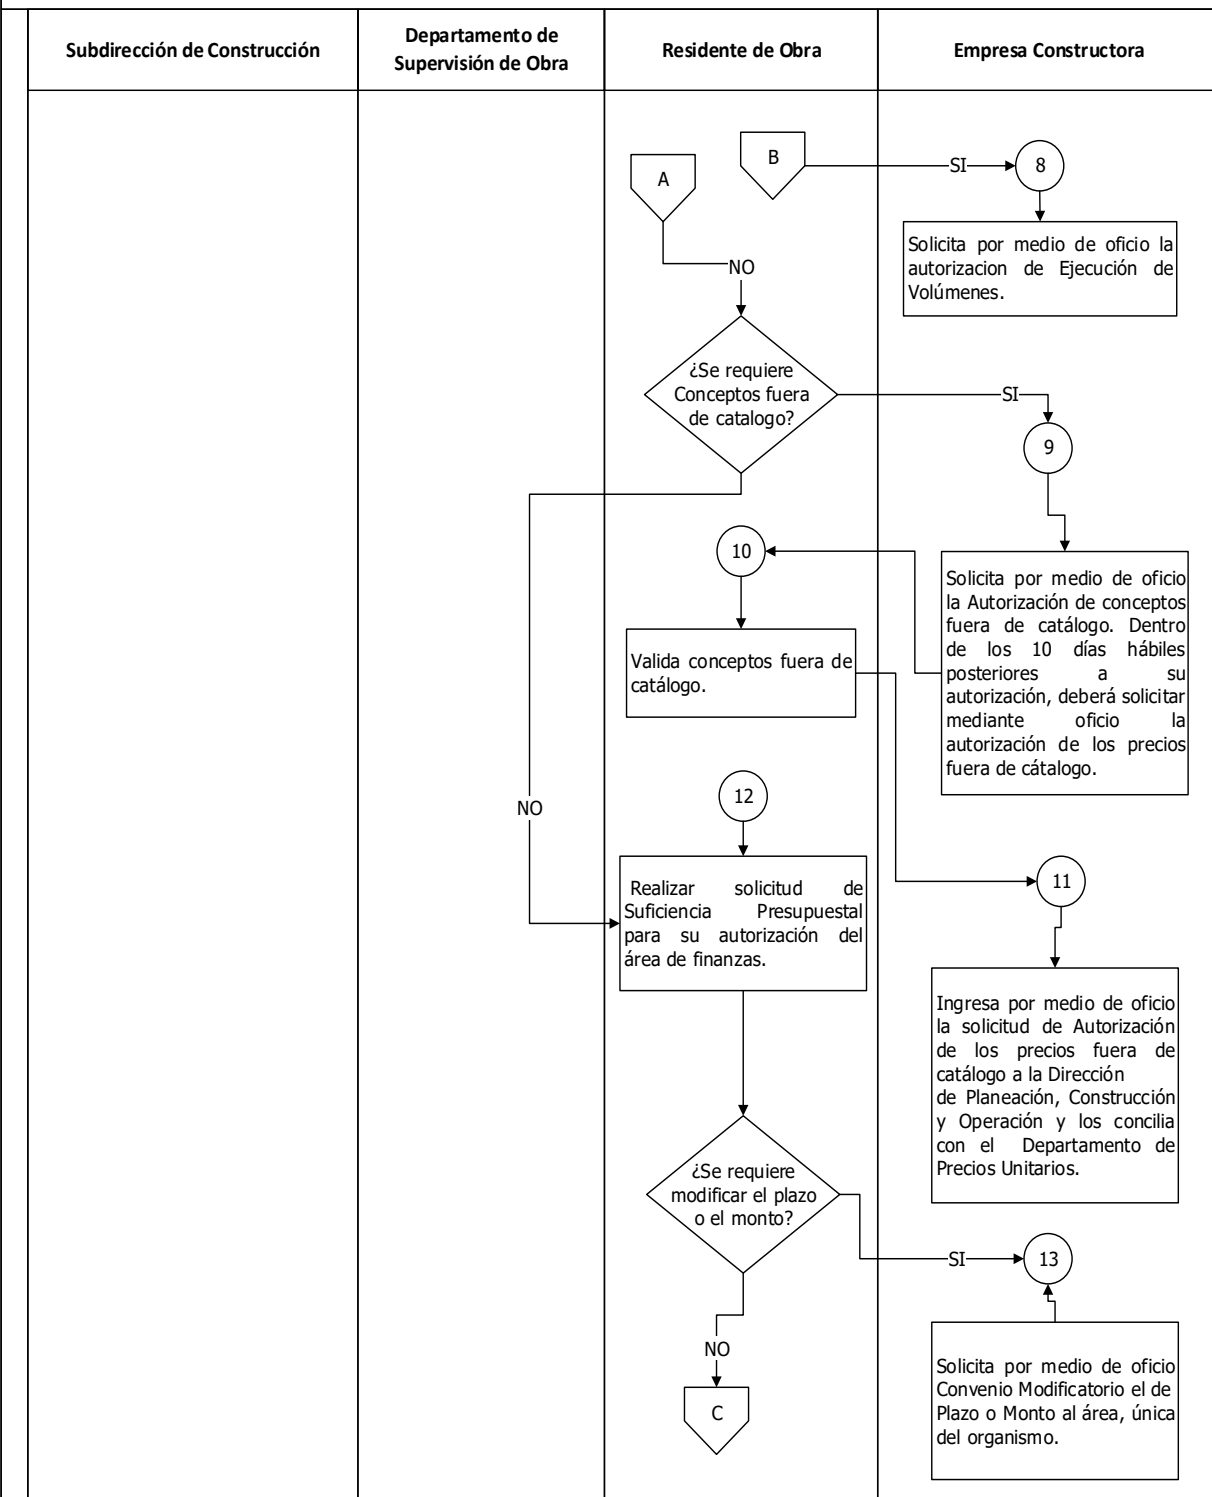 Subdirección de Construcción
Departamento de
Supervisión de Obra
Residente de Obra
Empresa Constructora
A
B
SI
8
Solicita por medio de oficio la
autorizacion de Ejecución de
Volúmenes.
NO
¿Se requiere
Conceptos fuera
de catalogo?
SI
9
10
Solicita por medio de oficio
la Autorización de conceptos
fuera de catálogo. Dentro
de los 10 días hábiles
posteriores a su
autorización, deberá solicitar
mediante oficio la
autorización de los precios
fuera de cátalogo.
Valida conceptos fuera de
catálogo.
NO
12
Realizar solicitud de
Suficiencia Presupuestal
para su autorización del
área de finanzas.
11
Ingresa por medio de oficio
la solicitud de Autorización
de los precios fuera de
catálogo a la Dirección
de Planeación, Construcción
y Operación y los concilia
con el Departamento de
Precios Unitarios.
¿Se requiere
modificar el plazo
o el monto?
SI
13
NO
C
Solicita por medio de oficio
Convenio Modificatorio el de
Plazo o Monto al área, única
del organismo.